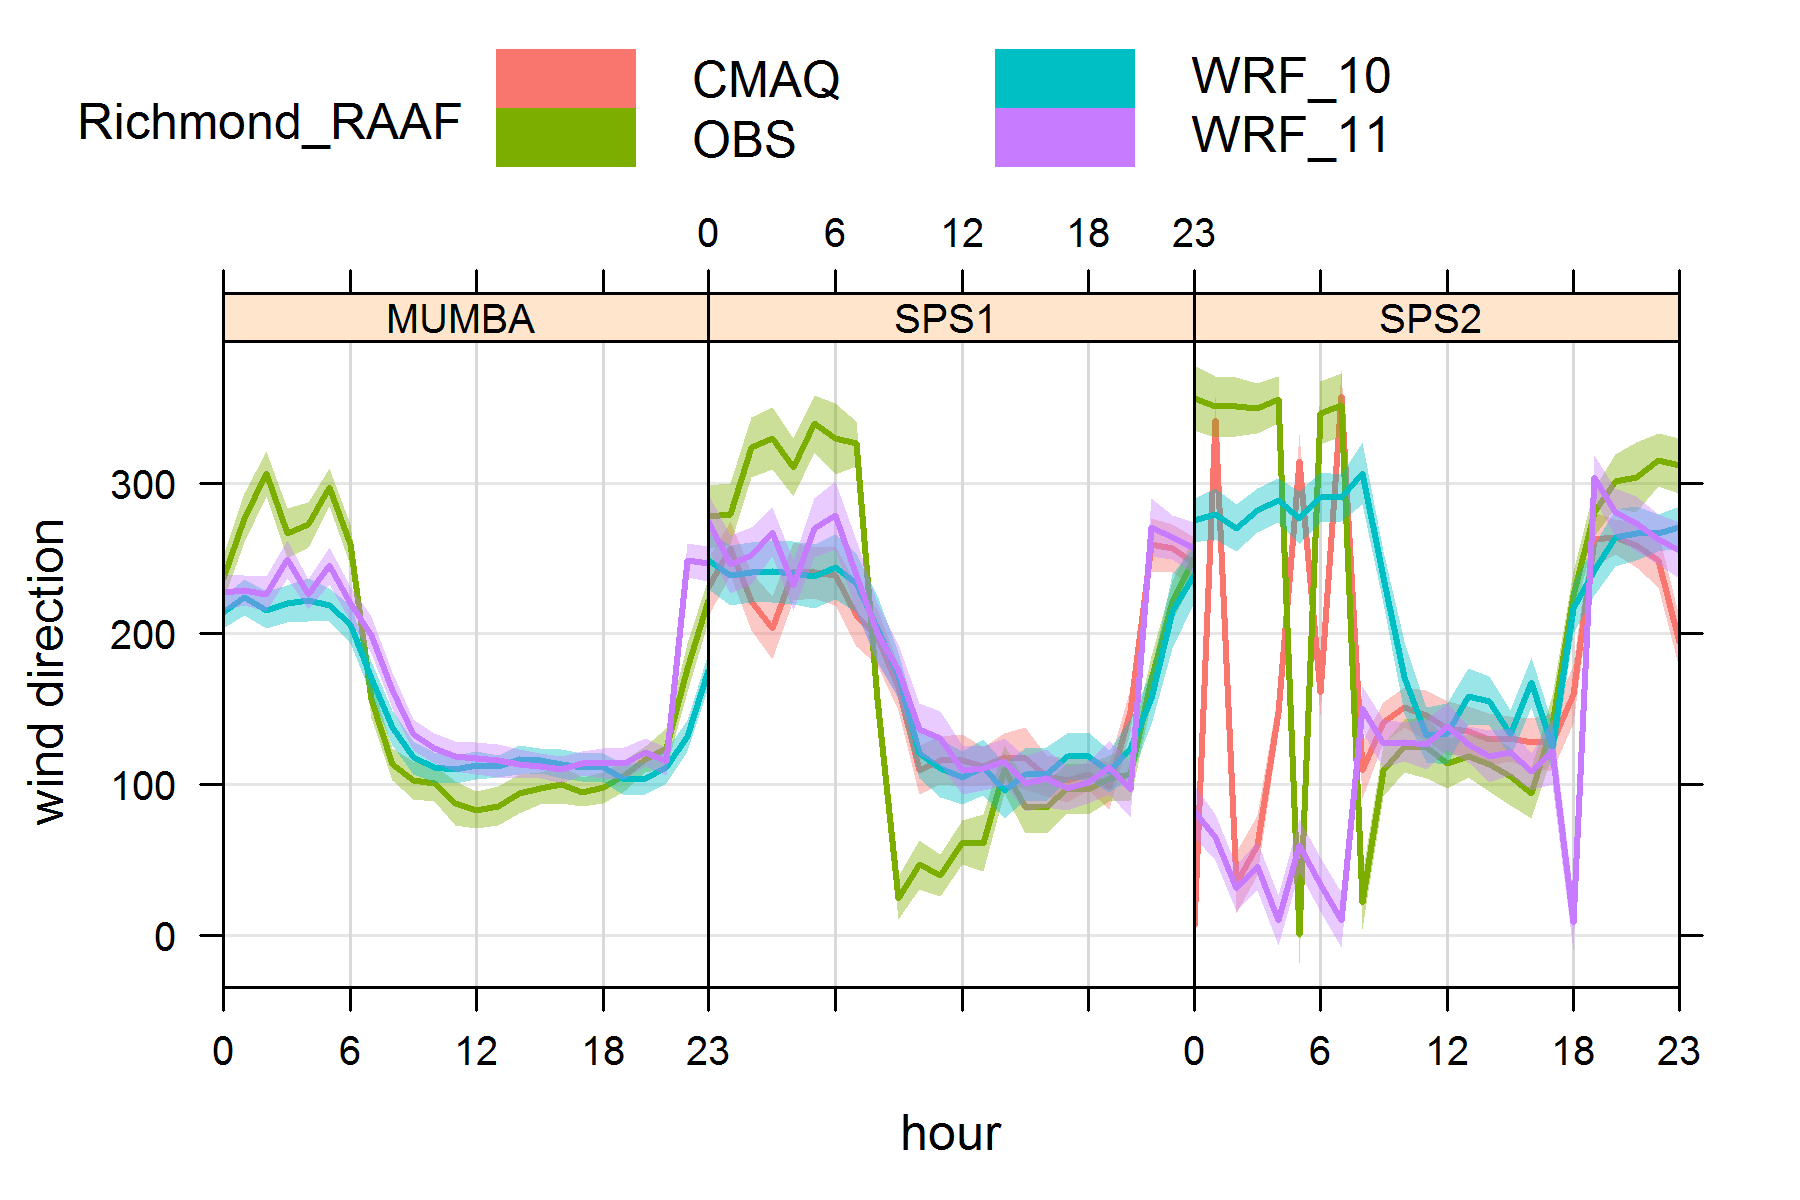 Richmond_RAAF
CMAQ
OBS
WRF_10
WRF_11
0 6 12 18 23
MUMBA SPS1 SPS2
300
200
100
0
wind direction
0 6 12 18 23 0 6 12 18 23
hour